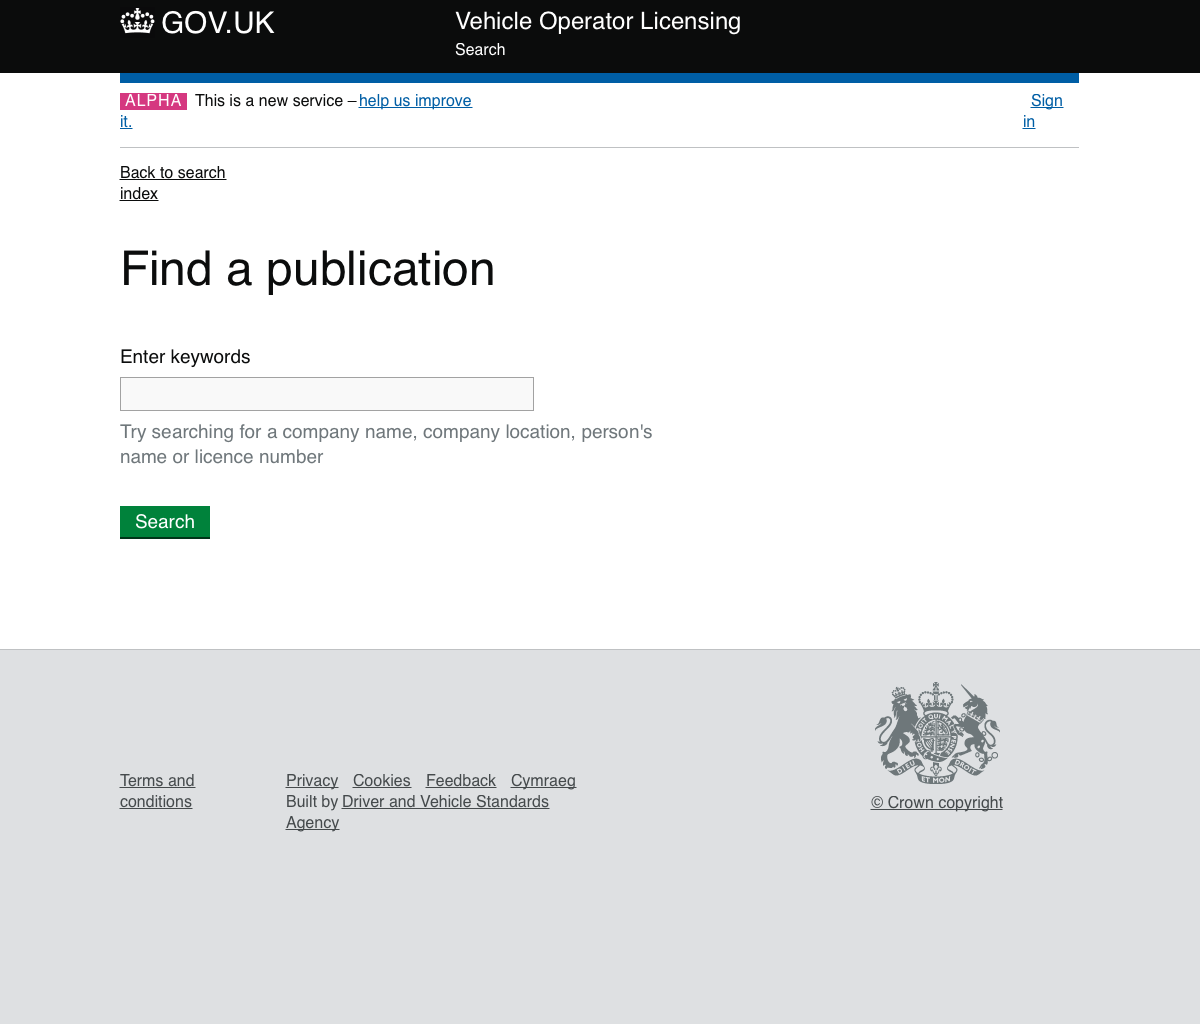 GOV.UK
Vehicle Operator Licensing
Search
ALPHA This is a new service – help us improve
it.
Sign
in
Back to search
index
Find a publication
Enter keywords
Try searching for a company name, company location, person's
name or licence number
Search
Terms and
conditions
Privacy Cookies Feedback Cymraeg
Built by Driver and Vehicle Standards
Agency
DIEU ET MON DROIT
© Crown copyright